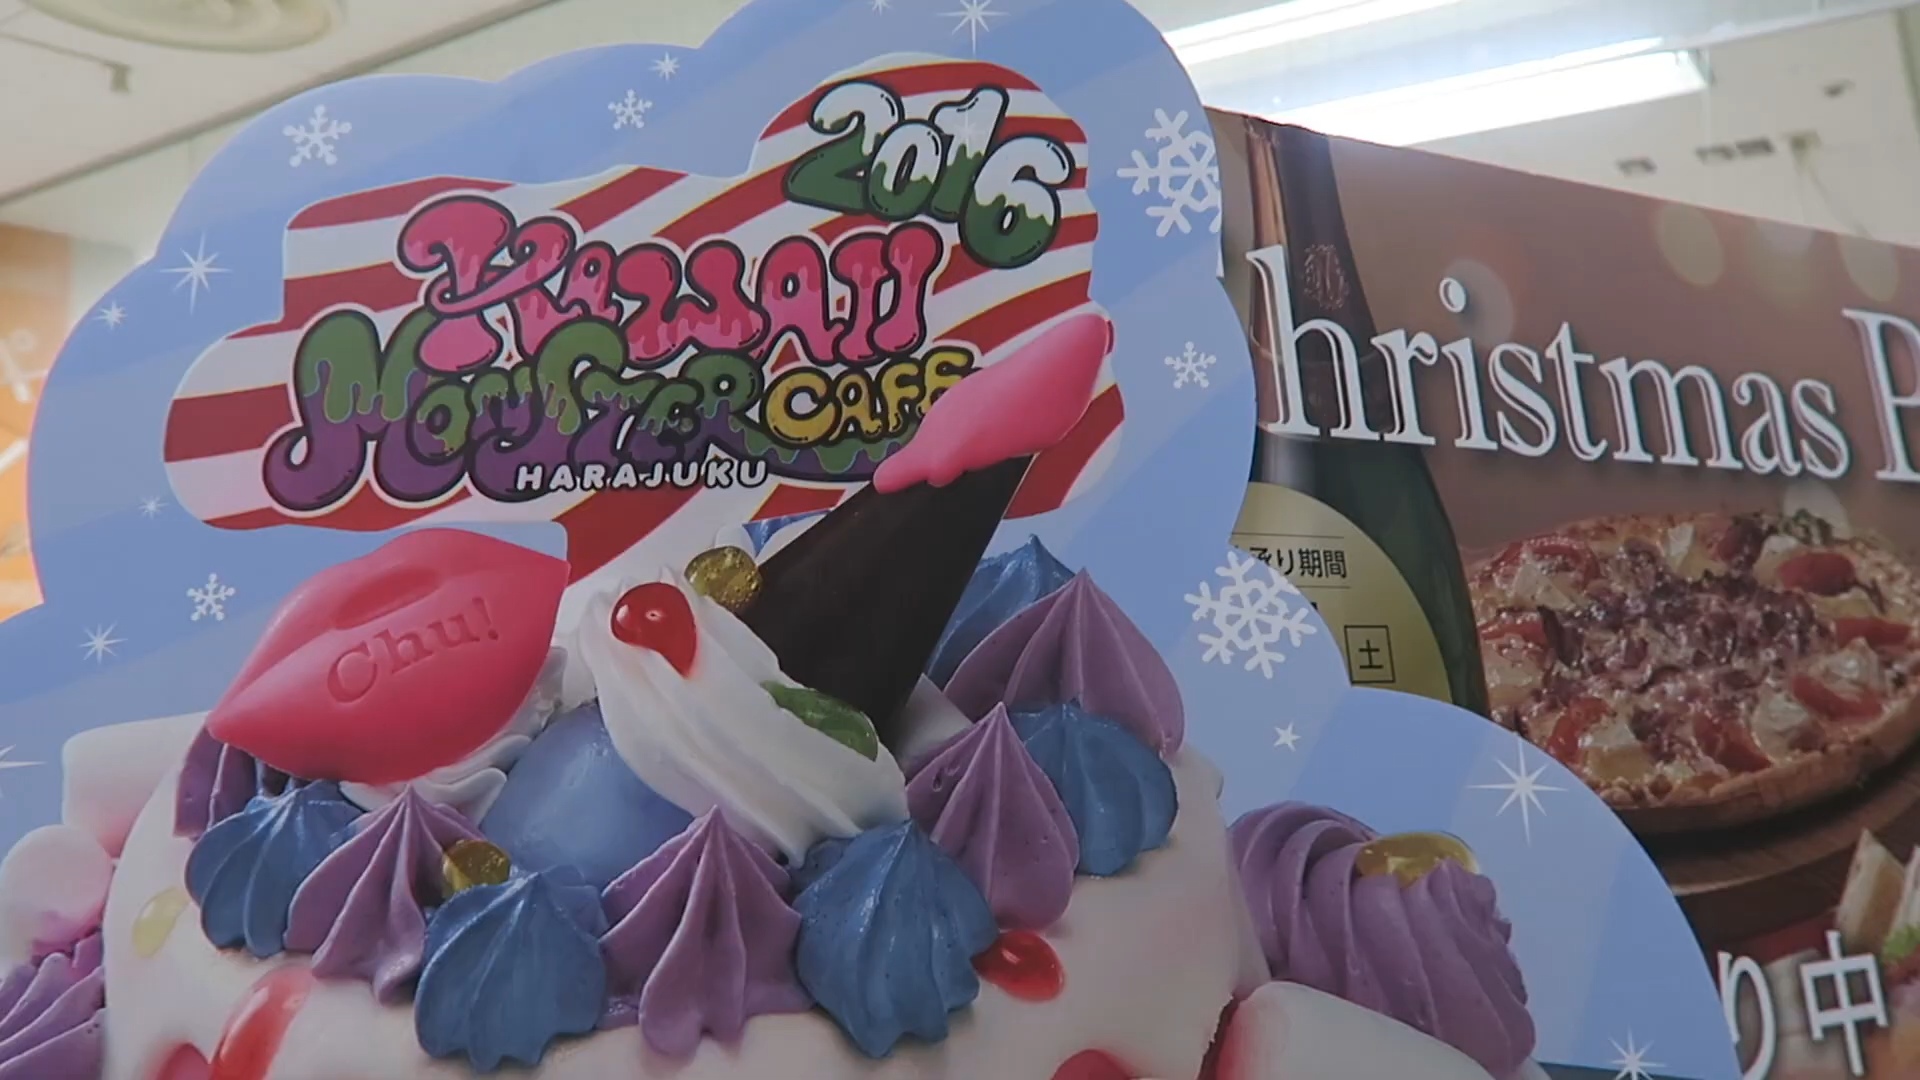 2016
KAWAII
MONSTER CAFE
HARAJUKU
Chu!
hristmas P
り期間
土
り中